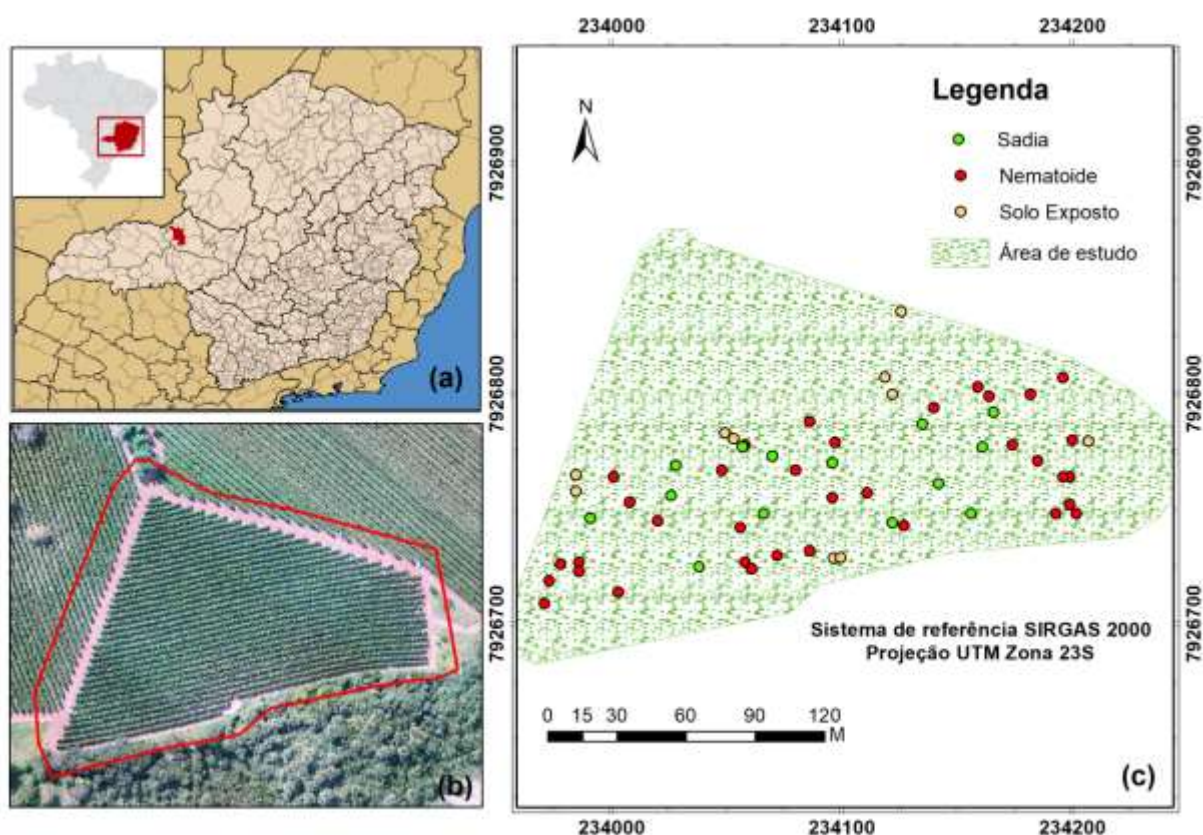 (a)
(b)
234000 234100 234200
7926900
7926800
7926700
N
Legenda
Sadia
Nematoide
Solo Exposto
Área de estudo
7926900
7926800
7926700
Sistema de referência SIRGAS 2000
Projeção UTM Zona 23S
0 15 30 60 90 120
M
(c)
234000 234100 234200